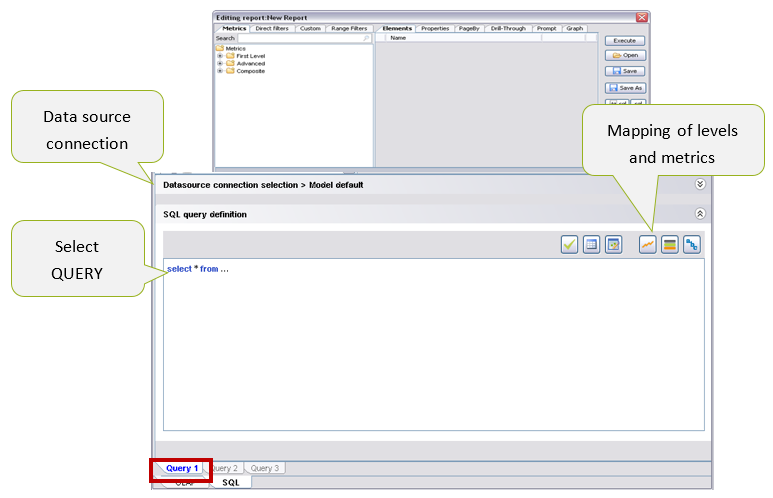 Editing report:New Report
Metrics Direct filters Custom Range Filters
Elements Properties PageBy Drill-Through Prompt Graph
Search
Name
Metrics
First Level
Advanced
Composite
Execute
Open
Save
Save As
Data source
connection
Mapping of levels
and metrics
Datasource connection selection > Model default
SQL query definition
Select
QUERY
select * from ...
Query 1 Query 2 Query 3
SQL